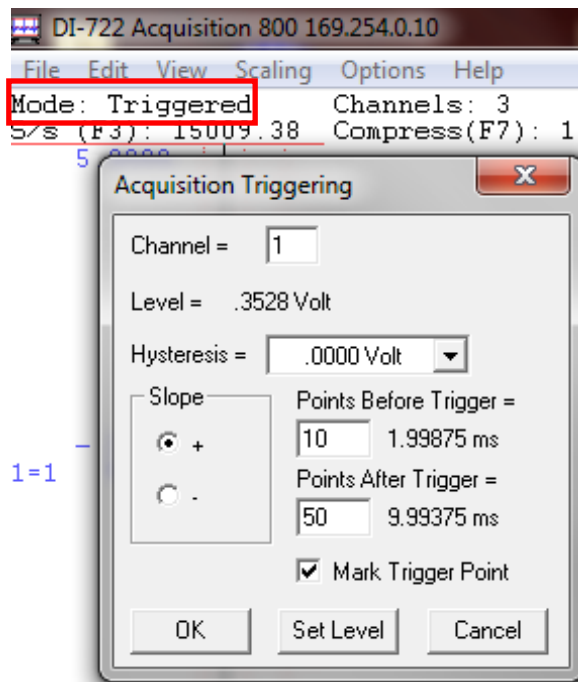 DI-722 Acquisition 800 169.254.0.10
File Edit View Scaling Options Help
Mode: Triggered Channels: 3
S/s (F3): 15009.38 Compress(F7): 1
Acquisition Triggering
Channel = 1
Level = .3528 Volt
Hysteresis = .0000 Volt
Slope
+
-
Points Before Trigger =
10 1.99875 ms
Points After Trigger =
50 9.99375 ms
Mark Trigger Point
OK Set Level Cancel
1=1